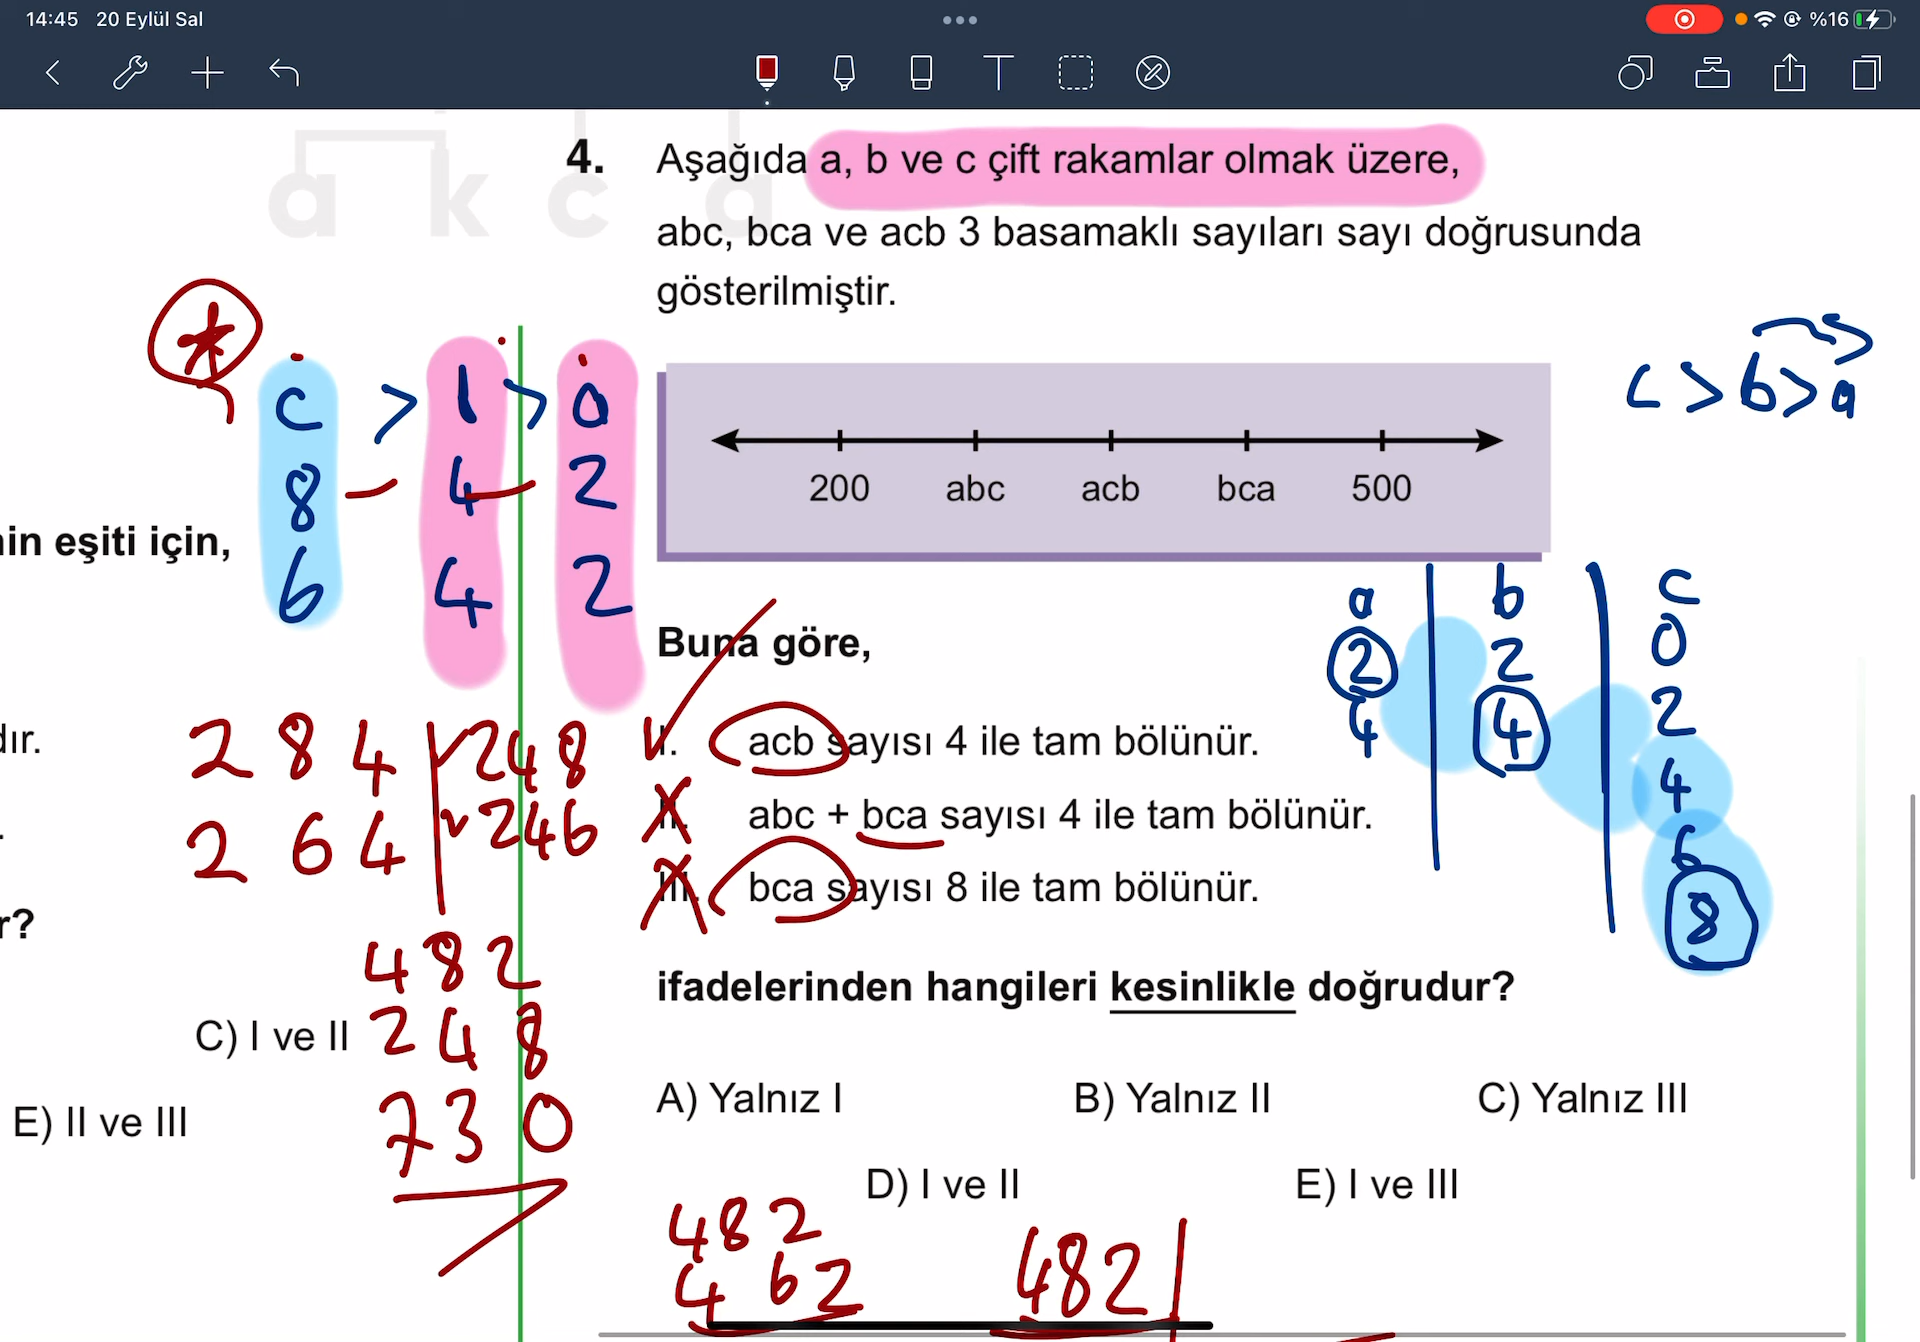 14:45 20 Eylül Sal
%16
a k c a
4. Aşağıda a, b ve c çift rakamlar olmak üzere,
abc, bca ve acb 3 basamaklı sayıları sayı doğrusunda
gösterilmiştir.
c > b > a
8 - 4 - 2
6 4 2
200 abc acb bca 500
c > b > a
in eşiti için,
a b c
2 2 0
4 4 2
4
6
8
Buna göre,
dır.
I. acb sayısı 4 ile tam bölünür.
II. abc + bca sayısı 4 ile tam bölünür.
III. bca sayısı 8 ile tam bölünür.
284 248
264 246
r?
ifadelerinden hangileri kesinlikle doğrudur?
482
248
730
C) I ve II
E) II ve III
A) Yalnız I B) Yalnız II C) Yalnız III
D) I ve II E) I ve III
482
462
482